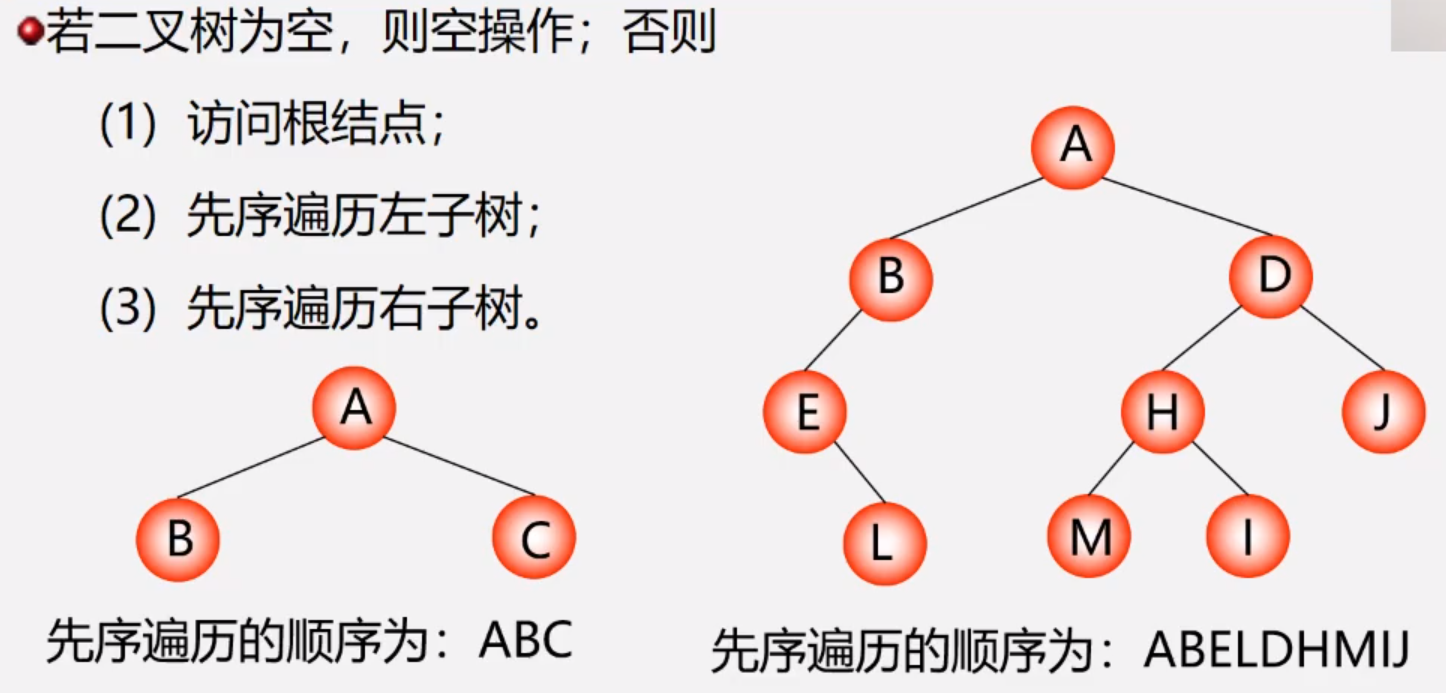 若二叉树为空，则空操作；否则
(1) 访问根结点；
(2) 先序遍历左子树；
(3) 先序遍历右子树。
A
B C
先序遍历的顺序为：ABC
A
B D
E H J
L M I
先序遍历的顺序为：ABELDHMIJ